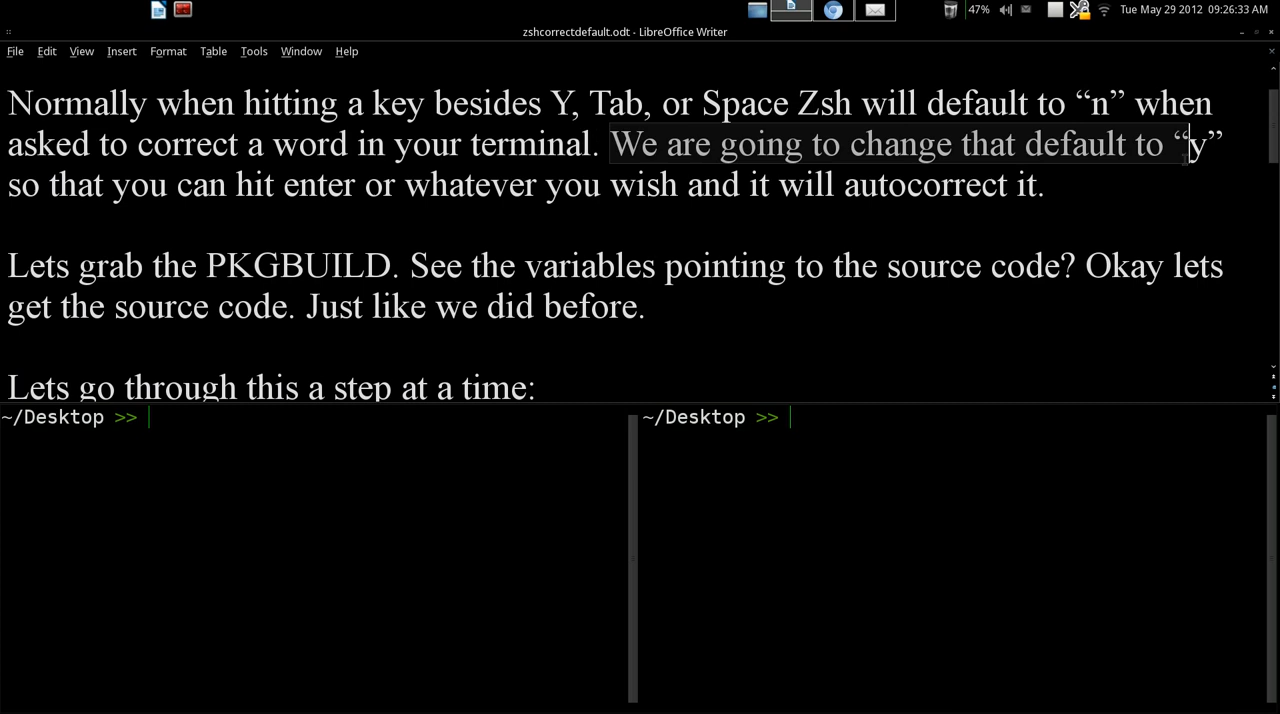 47%
Tue May 29 2012 09:26:33 AM
zshcorrectdefault.odt - LibreOffice Writer
File Edit View Insert Format Table Tools Window Help
Normally when hitting a key besides Y, Tab, or Space Zsh will default to “n” when
asked to correct a word in your terminal. We are going to change that default to “y”
so that you can hit enter or whatever you wish and it will autocorrect it.
Lets grab the PKGBUILD. See the variables pointing to the source code? Okay lets
get the source code. Just like we did before.
Lets go through this a step at a time:
~/Desktop >>
~/Desktop >>